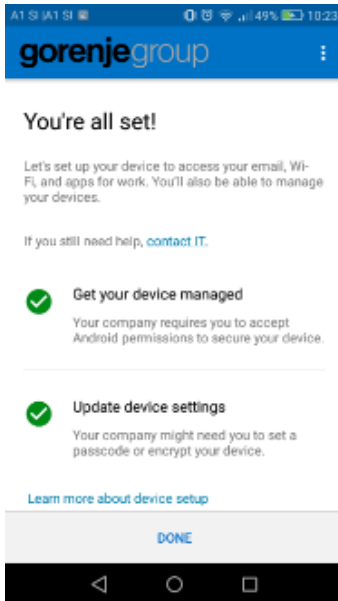 A1 SI |A1 SI 49% 10:23
gorenjegroup
You're all set!
Let's set up your device to access your email, Wi-
Fi, and apps for work. You'll also be able to manage
your devices.
If you still need help, contact IT.
Get your device managed
Your company requires you to accept
Android permissions to secure your device.
Update device settings
Your company might need you to set a
passcode or encrypt your device.
Learn more about device setup
DONE